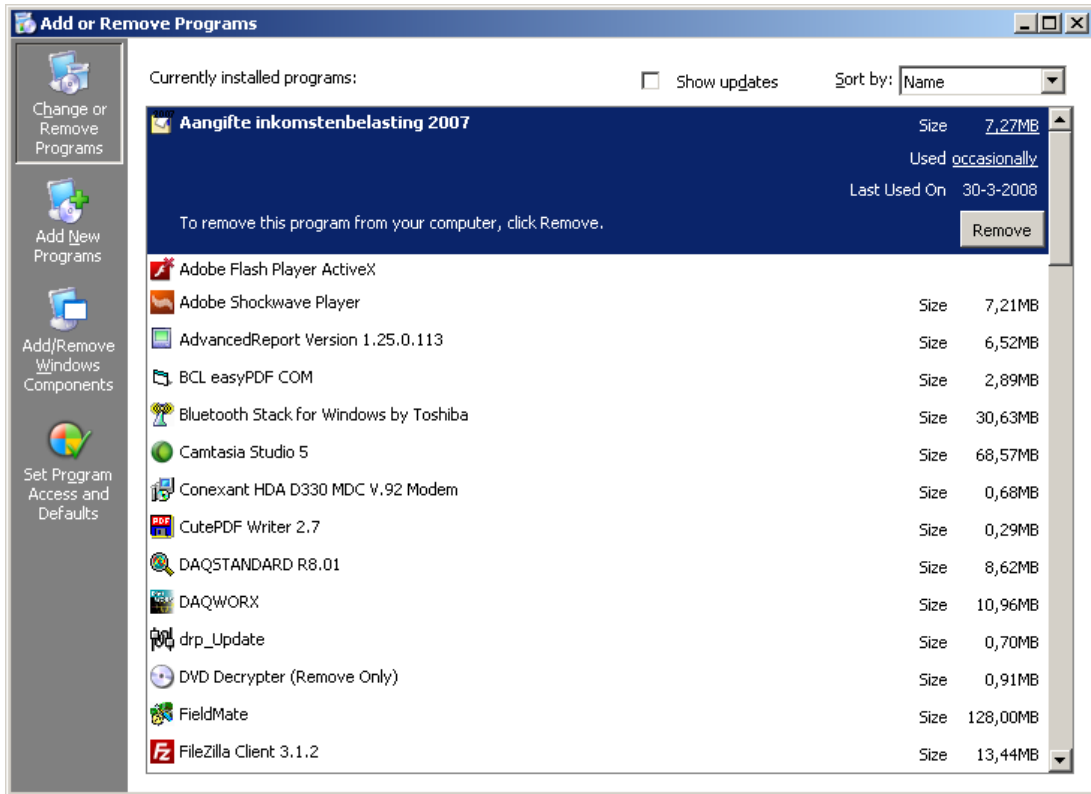 Add or Remove Programs
Change or
Remove
Programs
Add New
Programs
Add/Remove
Windows
Components
Set Program
Access and
Defaults
Currently installed programs: Show updates Sort by: Name
Aangifte inkomstenbelasting 2007 Size 7,27MB
Used occasionally
Last Used On 30-3-2008
To remove this program from your computer, click Remove. Remove
Adobe Flash Player ActiveX
Adobe Shockwave Player Size 7,21MB
AdvancedReport Version 1.25.0.113 Size 6,52MB
BCL easyPDF COM Size 2,89MB
Bluetooth Stack for Windows by Toshiba Size 30,63MB
Camtasia Studio 5 Size 68,57MB
Conexant HDA D330 MDC V.92 Modem Size 0,68MB
CutePDF Writer 2.7 Size 0,29MB
DAQSTANDARD R8.01 Size 8,62MB
DAQWORX Size 10,96MB
drp_Update Size 0,70MB
DVD Decrypter (Remove Only) Size 0,91MB
FieldMate Size 128,00MB
FileZilla Client 3.1.2 Size 13,44MB